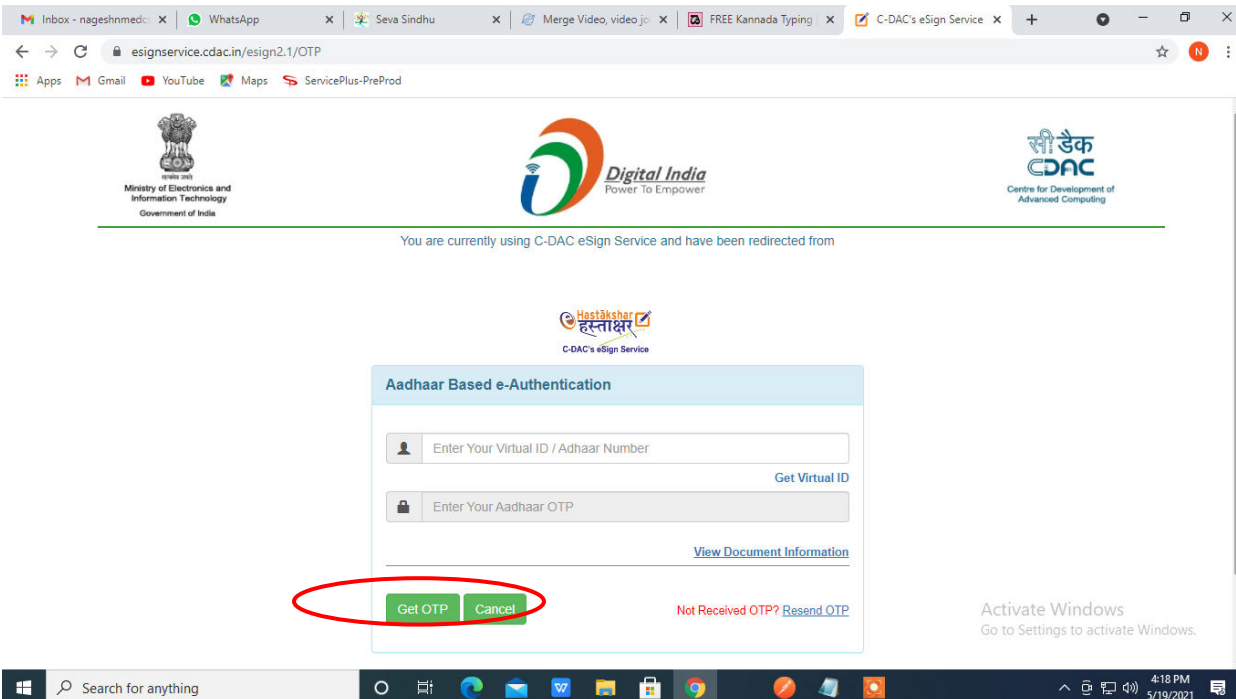 Inbox - nageshnmedc
WhatsApp
Seva Sindhu
Merge Video, video jo
FREE Kannada Typing
C-DAC's eSign Service
esignservice.cdac.in/esign2.1/OTP
N
Apps
Gmail
YouTube
Maps
ServicePlus-PreProd
सत्यमेव जयते
Ministry of Electronics and
Information Technology
Government of India
Digital India
Power To Empower
सी डैक
CDAC
Centre for Development of
Advanced Computing
You are currently using C-DAC eSign Service and have been redirected from
e Hastākshar
हस्ताक्षर
C-DAC's eSign Service
Aadhaar Based e-Authentication
Enter Your Virtual ID / Adhaar Number
Get Virtual ID
Enter Your Aadhaar OTP
View Document Information
Get OTP
Cancel
Not Received OTP? Resend OTP
Activate Windows
Go to Settings to activate Windows.
Search for anything
4:18 PM
5/19/2021